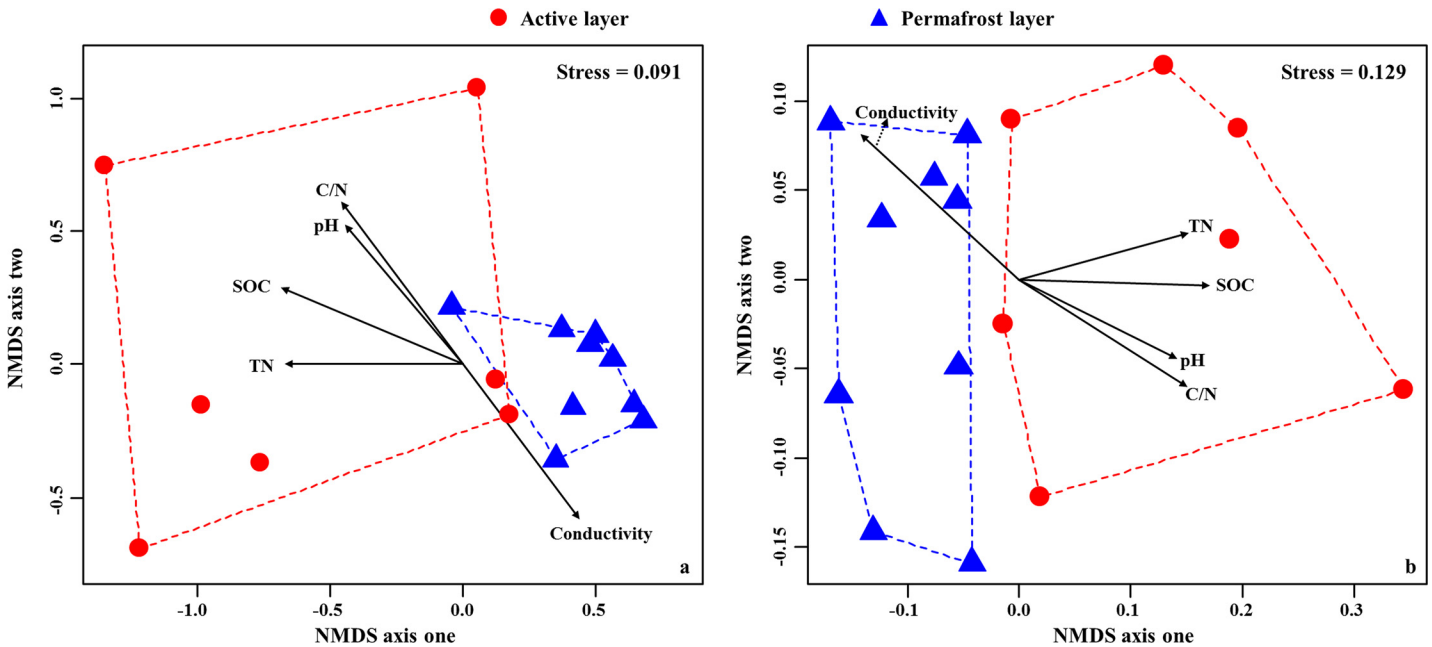 Active layer
Permafrost layer
Stress = 0.091
NMDS axis two
1.0
0.5
0.0
-0.5
C/N
pH
SOC
TN
Conductivity
a
-1.0
-0.5
0.0
0.5
NMDS axis one
Stress = 0.129
NMDS axis two
0.10
0.05
0.00
-0.05
-0.10
-0.15
Conductivity
TN
SOC
pH
C/N
b
-0.1
0.0
0.1
0.2
0.3
NMDS axis one